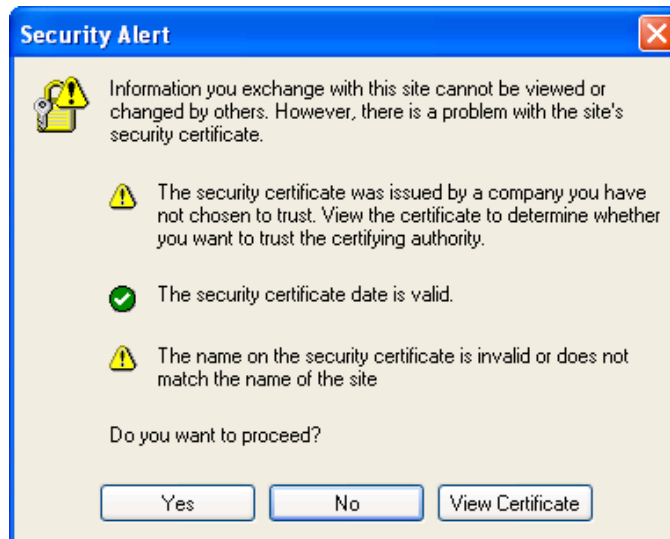 Security Alert
Information you exchange with this site cannot be viewed or
changed by others. However, there is a problem with the site's
security certificate.
The security certificate was issued by a company you have
not chosen to trust. View the certificate to determine whether
you want to trust the certifying authority.
The security certificate date is valid.
The name on the security certificate is invalid or does not
match the name of the site
Do you want to proceed?
Yes No View Certificate